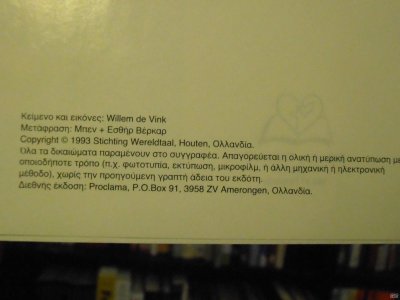 Κείμενο και εικόνες: Willem de Vink
Μετάφραση: Μπεν + Εσθήρ Βέρκαρ
Copyright © 1993 Stichting Wereldtaal, Houten, Ολλανδία.
Όλα τα δικαιώματα παραμένουν στο συγγραφέα. Απαγορεύεται η ολική ή μερική ανατύπωση με
οποιοδήποτε τρόπο (π.χ. φωτοτυπία, εκτύπωση, μικροφίλμ, ή άλλη μηχανική ή ηλεκτρονική
μέθοδο), χωρίς την προηγούμενη γραπτή άδεια του εκδότη.
Διεθνής έκδοση: Proclama, P.O.Box 91, 3958 ZV Amerongen, Ολλανδία.